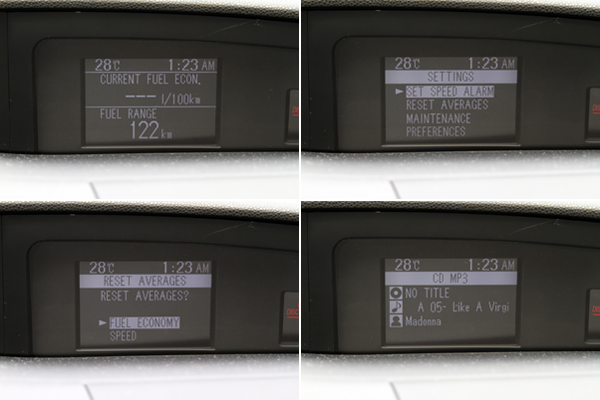 28℃ 1:23 AM
CURRENT FUEL ECON.
--- l/100km
FUEL RANGE
122 km
28℃ 1:23 AM
SETTINGS
► SET SPEED ALARM
RESET AVERAGES
MAINTENANCE
PREFERENCES
28℃ 1:23 AM
RESET AVERAGES
RESET AVERAGES?
► FUEL ECONOMY
SPEED
28℃ 1:23 AM
CD MP3
NO TITLE
A 05- Like A Virgi
Madonna